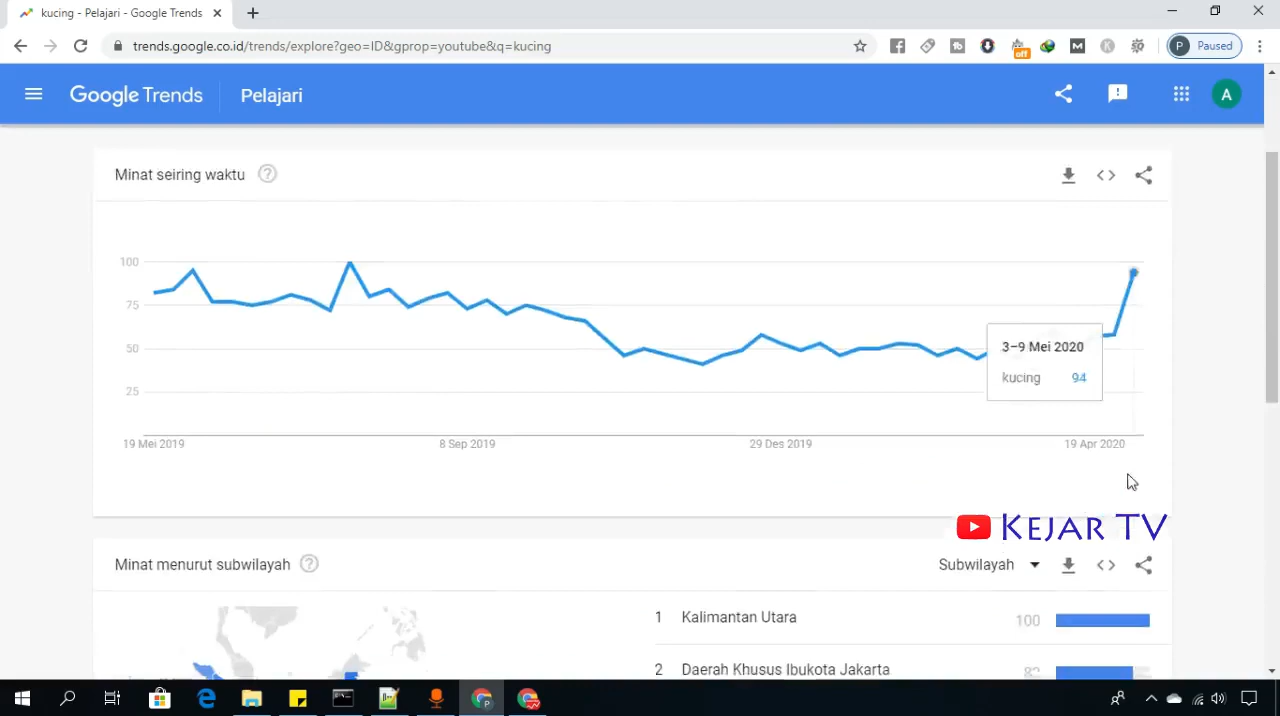 kucing - Pelajari - Google Trends
trends.google.co.id/trends/explore?geo=ID&gprop=youtube&q=kucing
off
Paused
P
Google Trends
Pelajari
A
Minat seiring waktu
100
75
50
25
3–9 Mei 2020
kucing 94
19 Mei 2019
8 Sep 2019
29 Des 2019
19 Apr 2020
KEJAR TV
Minat menurut subwilayah
Subwilayah
1 Kalimantan Utara 100
2 Daerah Khusus Ibukota Jakarta